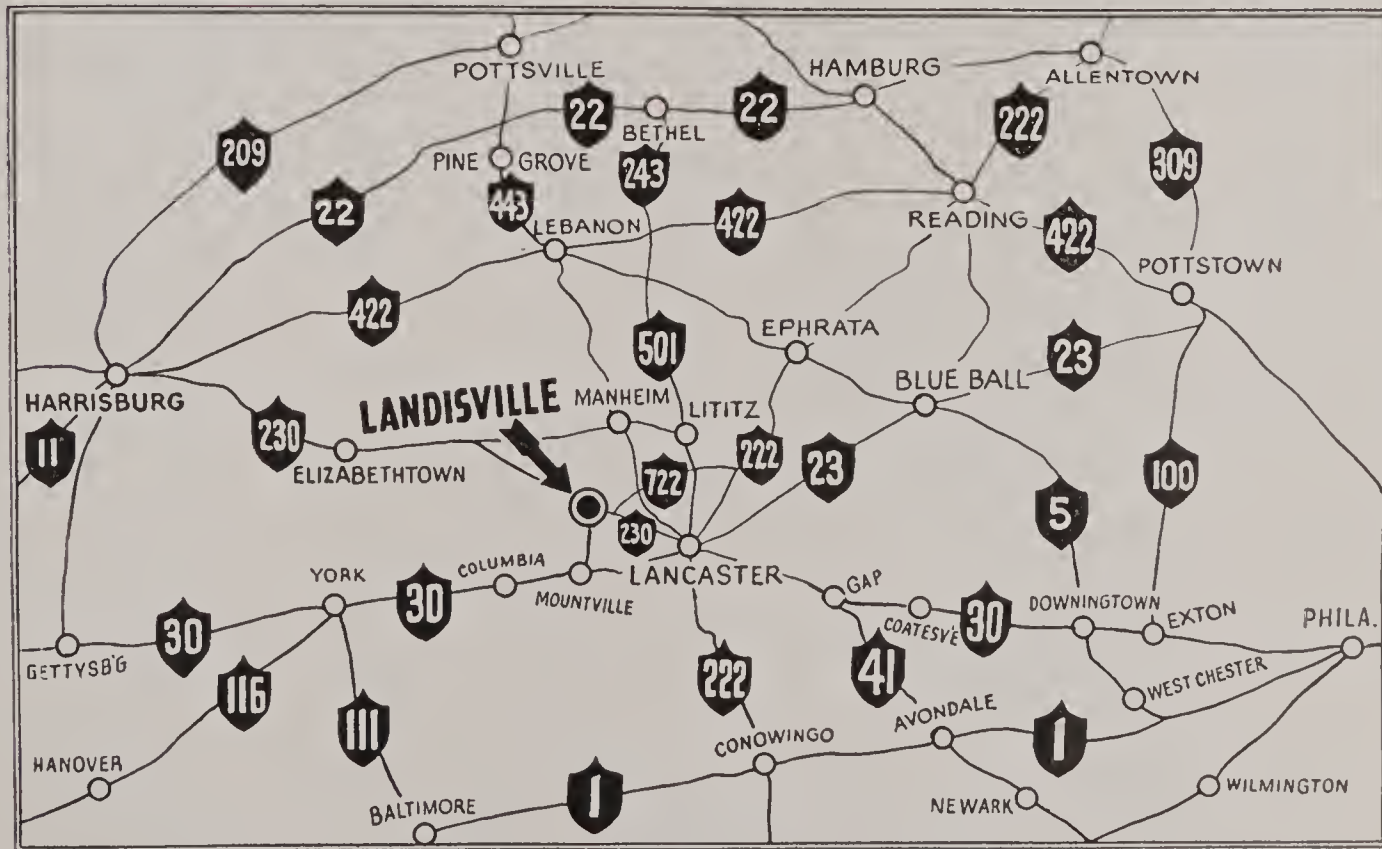 POTTSVILLE
HAMBURG
ALLENTOWN
22
BETHEL
22
222
209
PINE GROVE
243
309
22
443
LEBANON
422
READING
422
POTTSTOWN
422
EPHRATA
501
23
HARRISBURG
LANDISVILLE
MANHEIM
LITITZ
BLUE BALL
11
230
ELIZABETHTOWN
722
222
23
100
5
230
YORK
COLUMBIA
MOUNTVILLE
LANCASTER
GAP
30
30
COATESV'E
30
DOWNINGTOWN
EXTON
PHILA.
GETTYSB'G
116
222
41
WEST CHESTER
111
AVONDALE
1
HANOVER
CONOWINGO
BALTIMORE
1
NEWARK
WILMINGTON